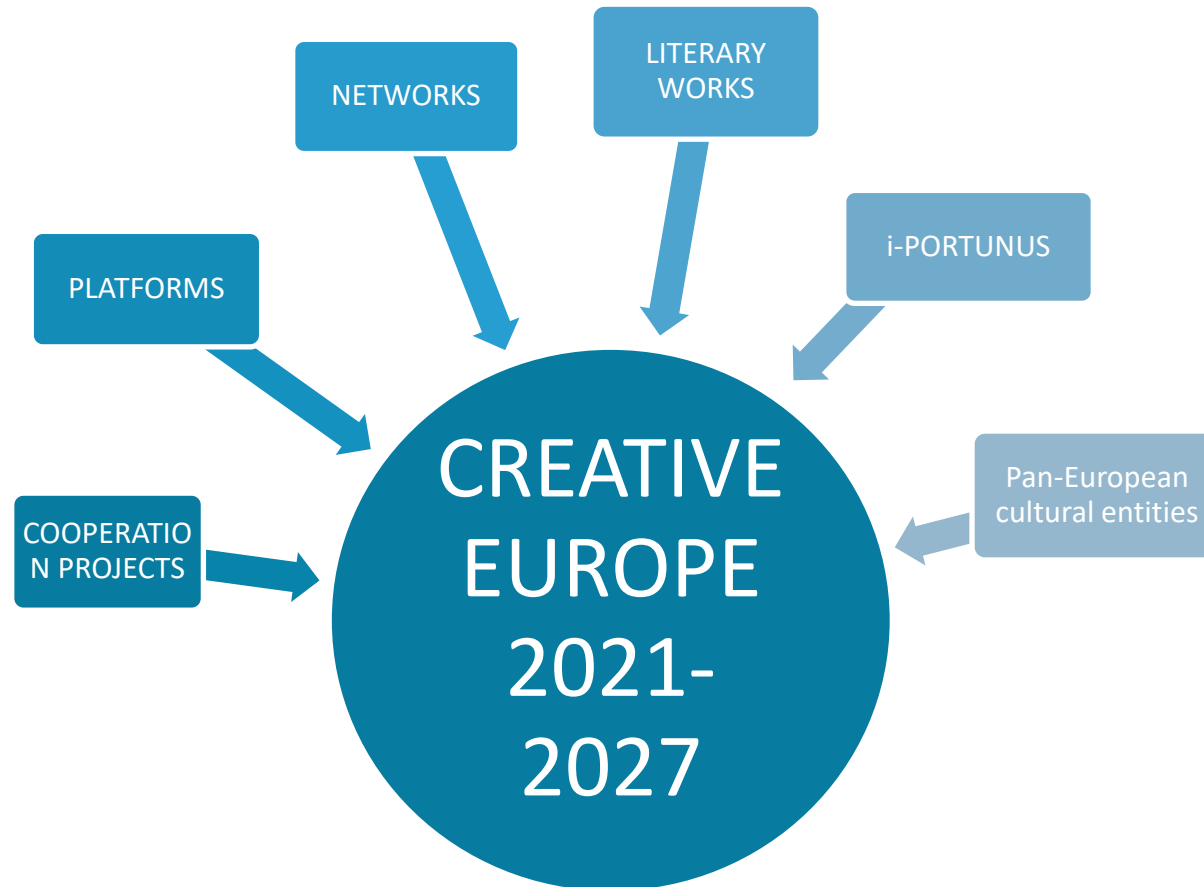 LITERARY
WORKS
NETWORKS
i-PORTUNUS
PLATFORMS
Pan-European
cultural entities
COOPERATIO
N PROJECTS
CREATIVE
EUROPE
2021-
2027